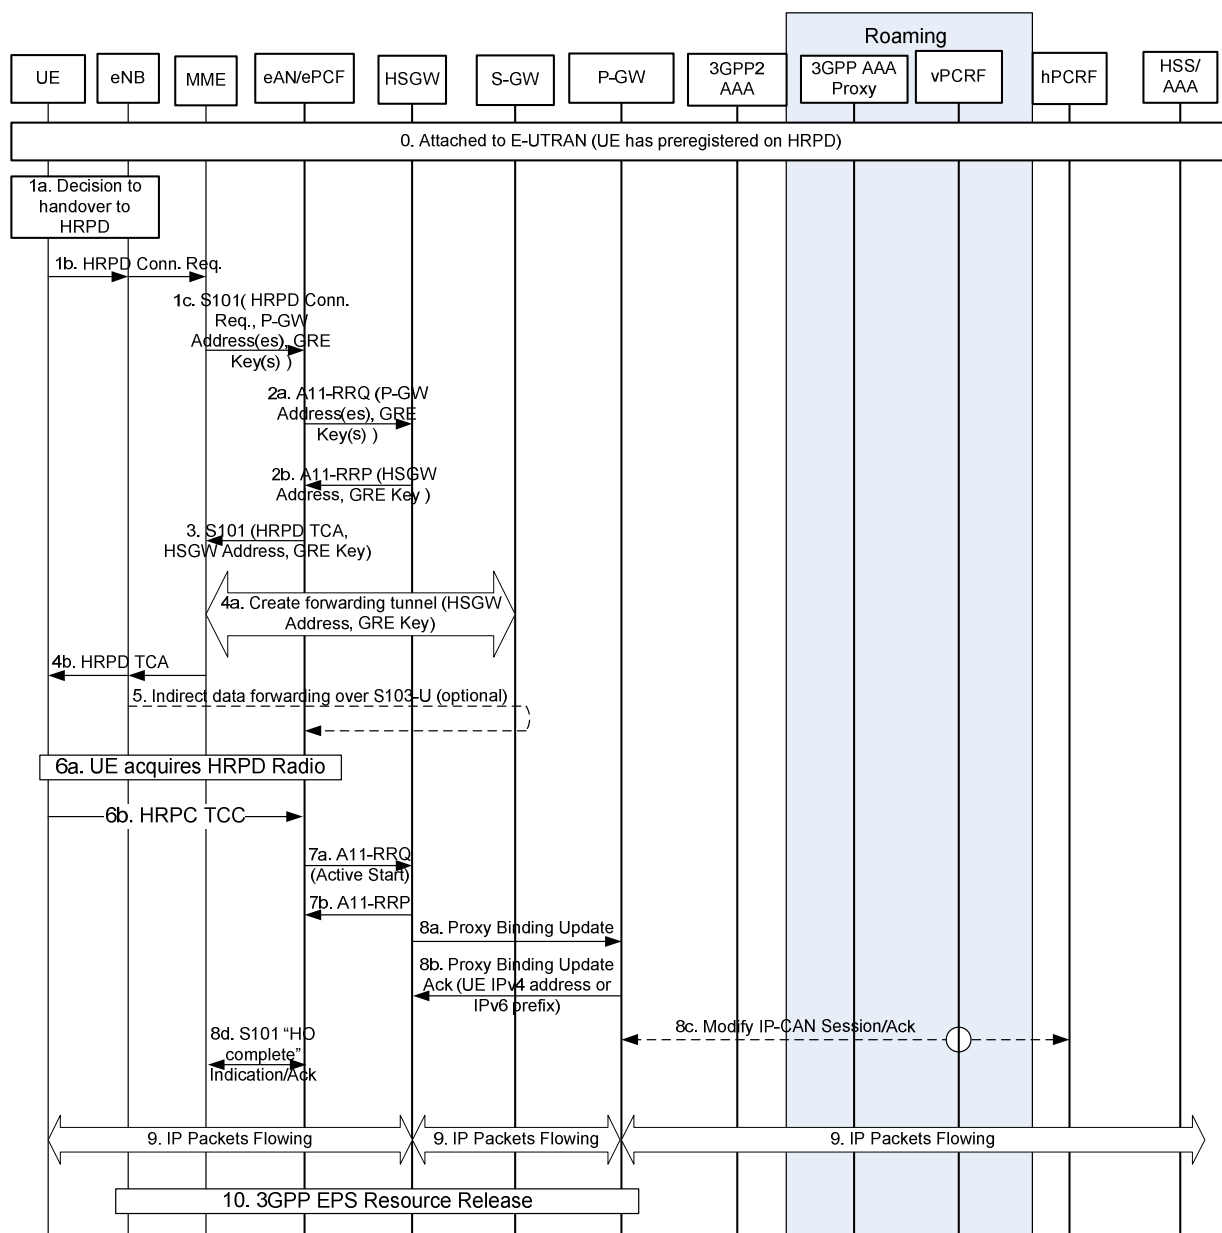 Roaming
UE
eNB
MME
eAN/ePCF
HSGW
S-GW
P-GW
3GPP2
AAA
3GPP AAA
Proxy
vPCRF
hPCRF
HSS/
AAA
0. Attached to E-UTRAN (UE has preregistered on HRPD)
1a. Decision to
handover to
HRPD
1b. HRPD Conn. Req.
1c. S101( HRPD Conn.
Req., P-GW
Address(es), GRE
Key(s) )
2a. A11-RRQ (P-GW
Address(es), GRE
Key(s) )
2b. A11-RRP (HSGW
Address, GRE Key )
3. S101 (HRPD TCA,
HSGW Address, GRE Key)
4a. Create forwarding tunnel (HSGW
Address, GRE Key)
4b. HRPD TCA
5. Indirect data forwarding over S103-U (optional)
6a. UE acquires HRPD Radio
6b. HRPC TCC
7a. A11-RRQ
(Active Start)
7b. A11-RRP
8a. Proxy Binding Update
8b. Proxy Binding Update
Ack (UE IPv4 address or
IPv6 prefix)
8c. Modify IP-CAN Session/Ack
8d. S101 “HO
complete”
Indication/Ack
9. IP Packets Flowing
9. IP Packets Flowing
9. IP Packets Flowing
10. 3GPP EPS Resource Release